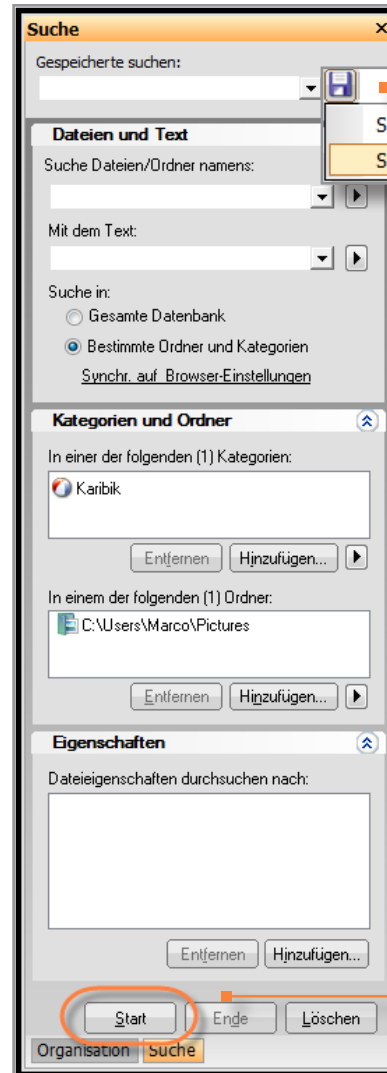 Suche
Gespeicherte suchen:
S
S
Dateien und Text
Suche Dateien/Ordner namens:
Mit dem Text:
Suche in:
Gesamte Datenbank
Bestimmte Ordner und Kategorien
Synchr. auf Browser-Einstellungen
Kategorien und Ordner
In einer der folgenden (1) Kategorien:
Karibik
Entfernen Hinzufügen...
In einem der folgenden (1) Ordner:
C:\Users\Marco\Pictures
Entfernen Hinzufügen...
Eigenschaften
Dateieigenschaften durchsuchen nach:
Entfernen Hinzufügen...
Start Ende Löschen
Organisation Suche